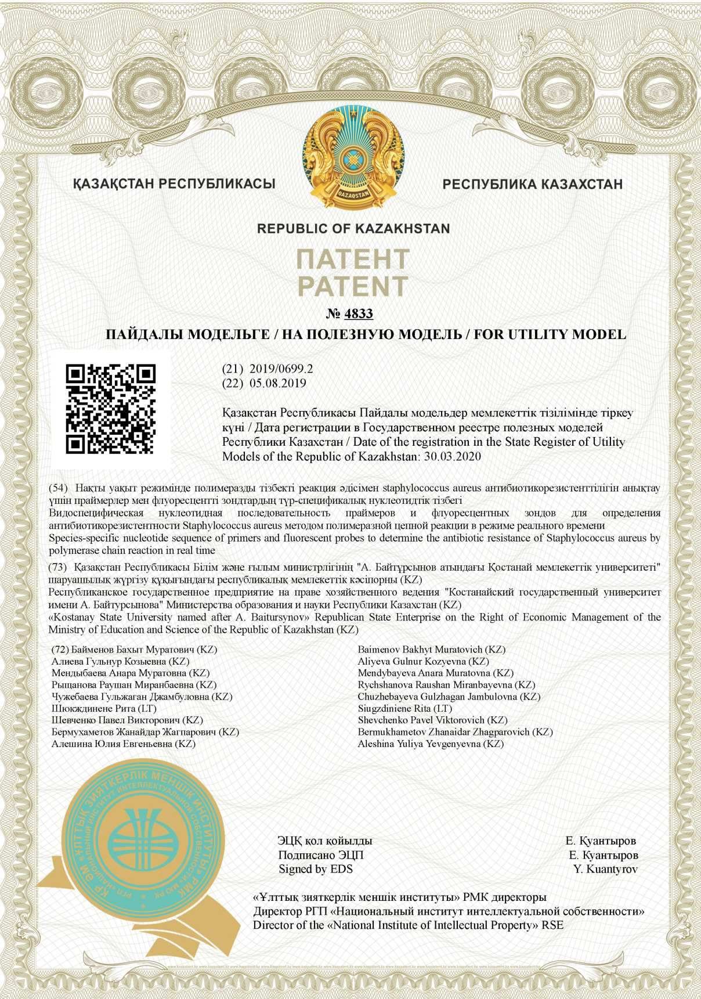 ҚАЗАҚСТАН РЕСПУБЛИКАСЫ
РЕСПУБЛИКА КАЗАХСТАН
QAZAQSTAN
REPUBLIC OF KAZAKHSTAN
ПАТЕНТ
PATENT
№ 4833
ПАЙДАЛЫ МОДЕЛЬГЕ / НА ПОЛЕЗНУЮ МОДЕЛЬ / FOR UTILITY MODEL
(21) 2019/0699.2
(22) 05.08.2019
Қазақстан Республикасы Пайдалы модельдер мемлекеттік тізілімінде тіркеу
күні / Дата регистрации в Государственном реестре полезных моделей
Республики Казахстан / Date of the registration in the State Register of Utility
Models of the Republic of Kazakhstan: 30.03.2020
(54) Нақты уақыт режимінде полимеразды тізбекті реакция әдісімен staphylococcus aureus антибиотикорезистенттілігін анықтау
үшін праймерлер мен флуоресцентті зондтардың түр-спецификалық нуклеотидтік тізбегі
Видоспецифическая нуклеотидная последовательность праймеров и флуоресцентных зондов для определения
антибиотикорезистентности Staphylococcus aureus методом полимеразной цепной реакции в режиме реального времени
Species-specific nucleotide sequence of primers and fluorescent probes to determine the antibiotic resistance of Staphylococcus aureus by
polymerase chain reaction in real time
(73) Қазақстан Республикасы Білім және ғылым министрлігінің "А. Байтұрсынов атындағы Қостанай мемлекеттік университеті"
шаруашылық жүргізу құқығындағы республикалық мемлекеттік кәсіпорны (KZ)
Республиканское государственное предприятие на праве хозяйственного ведения "Костанайский государственный университет
имени А. Байтурсынова" Министерства образования и науки Республики Казахстан (KZ)
«Kostanay State University named after A. Baitursynov» Republican State Enterprise on the Right of Economic Management of the
Ministry of Education and Science of the Republic of Kazakhstan (KZ)
(72) Байменов Бахыт Муратович (KZ)
Алиева Гульнур Козыевна (KZ)
Мендыбаева Анара Муратовна (KZ)
Рыщанова Раушан Миранбаевна (KZ)
Чужебаева Гульжаган Джамбуловна (KZ)
Шюкждинене Рита (LT)
Шевченко Павел Викторович (KZ)
Бермухаметов Жанайдар Жагпарович (KZ)
Алешина Юлия Евгеньевна (KZ)
Baimenov Bakhyt Muratovich (KZ)
Aliyeva Gulnur Kozyevna (KZ)
Mendybayeva Anara Muratovna (KZ)
Rychshanova Raushan Miranbayevna (KZ)
Chuzhebayeva Gulzhagan Jambulovna (KZ)
Siugzdiniene Rita (LT)
Shevchenko Pavel Viktorovich (KZ)
Bermukhametov Zhanaidar Zhagparovich (KZ)
Aleshina Yuliya Yevgenyevna (KZ)
ҚР ӘМ «ҰЛТТЫҚ ЗИЯТКЕРЛІК МЕНШІК ИНСТИТУТЫ» РМК
РГП «НАЦИОНАЛЬНЫЙ ИНСТИТУТ ИНТЕЛЛЕКТУАЛЬНОЙ СОБСТВЕННОСТИ» МЮ РК
ЭЦҚ қол қойылды Е. Қуантыров
Подписано ЭЦП Е. Куантыров
Signed by EDS Y. Kuantyrov
«Ұлттық зияткерлік меншік институты» РМК директоры
Директор РГП «Национальный институт интеллектуальной собственности»
Director of the «National Institute of Intellectual Property» RSE